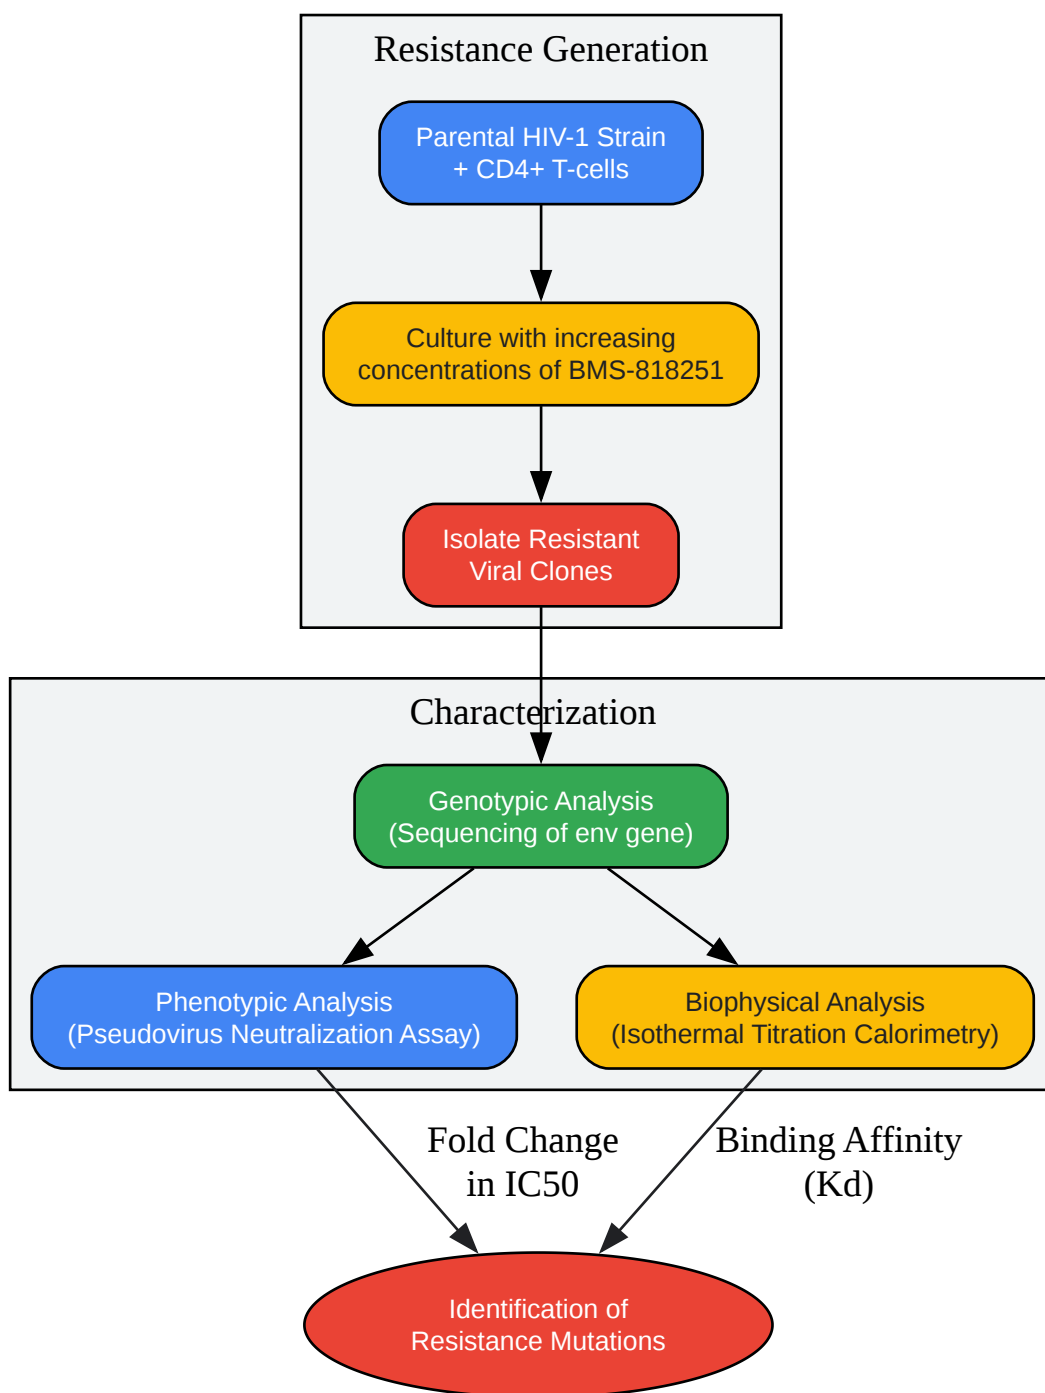 Resistance Generation
Parental HIV-1 Strain
+ CD4+ T-cells
Culture with increasing
concentrations of BMS-818251
Isolate Resistant
Viral Clones
Characterization
Genotypic Analysis
(Sequencing of env gene)
Phenotypic Analysis
(Pseudovirus Neutralization Assay)
Biophysical Analysis
(Isothermal Titration Calorimetry)
Fold Change
in IC50
Binding Affinity
(Kd)
Identification of
Resistance Mutations